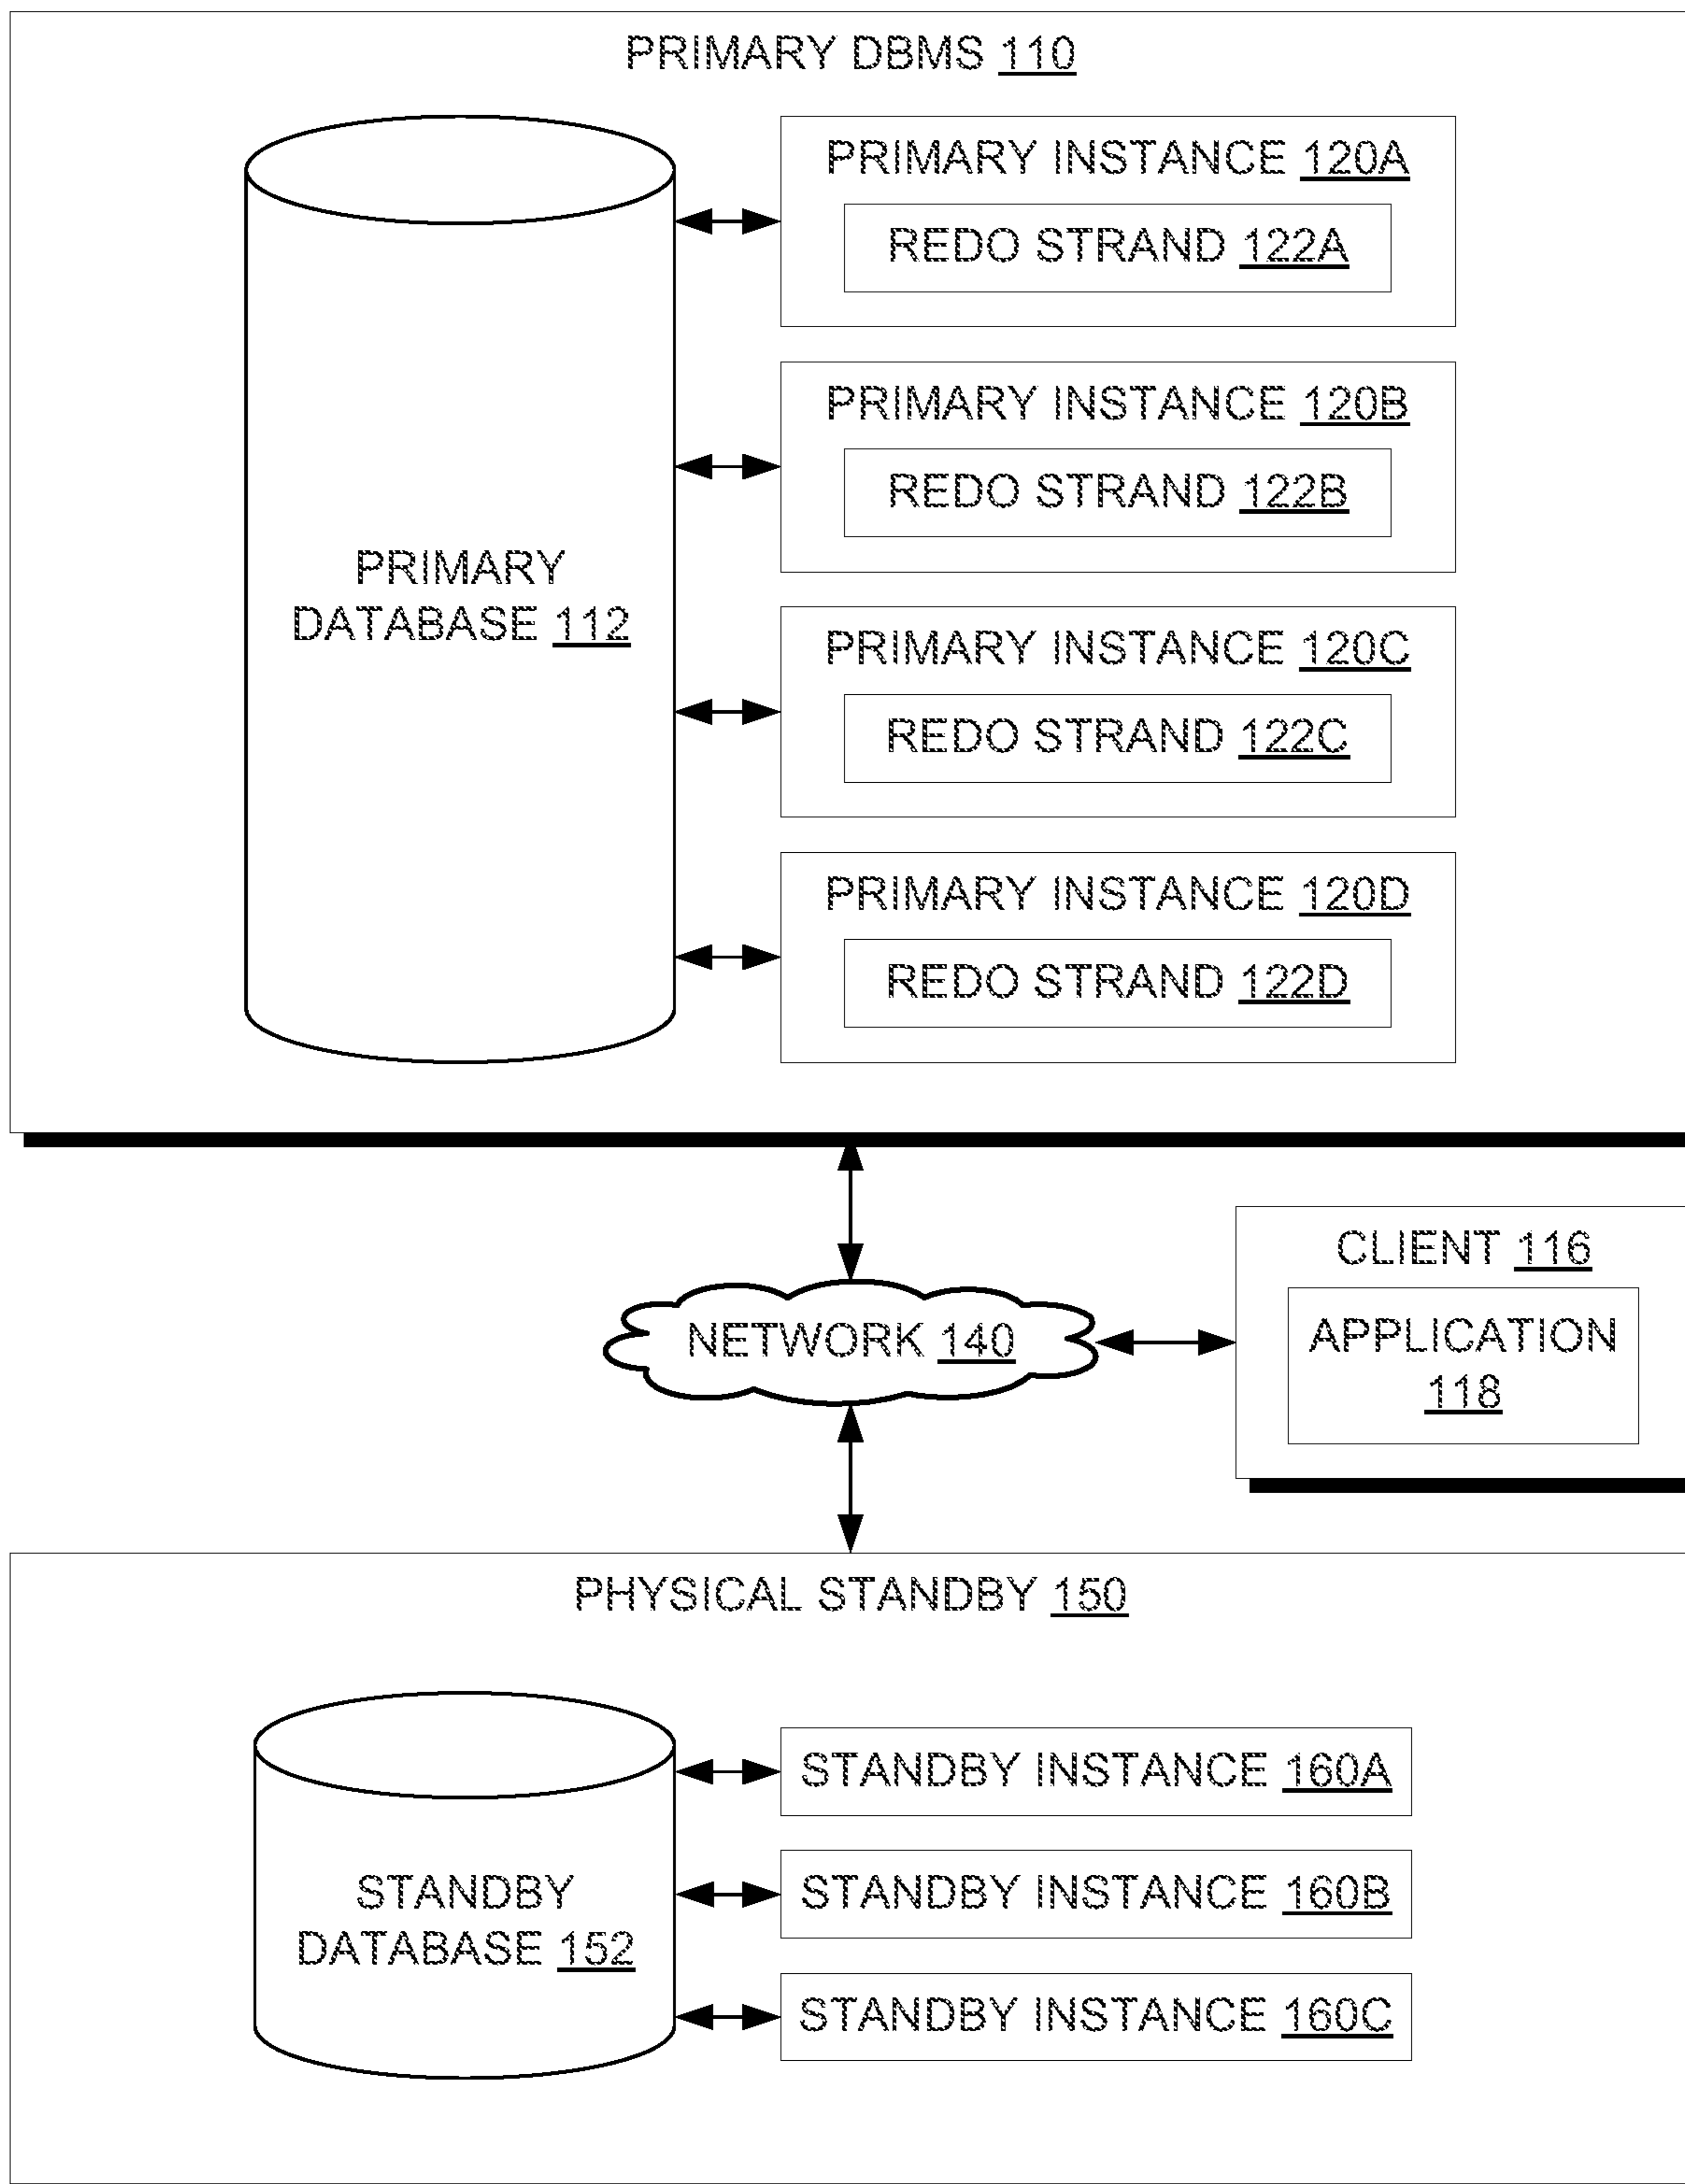 PRIMARY DBMS 110
PRIMARY INSTANCE 120A
REDO STRAND 122A
PRIMARY INSTANCE 120B
REDO STRAND 122B
PRIMARY
DATABASE 112
PRIMARY INSTANCE 120C
REDO STRAND 122C
PRIMARY INSTANCE 120D
REDO STRAND 122D
CLIENT 116
NETWORK 140
APPLICATION
118
PHYSICAL STANDBY 150
STANDBY INSTANCE 160A
STANDBY
DATABASE 152
STANDBY INSTANCE 160B
STANDBY INSTANCE 160C